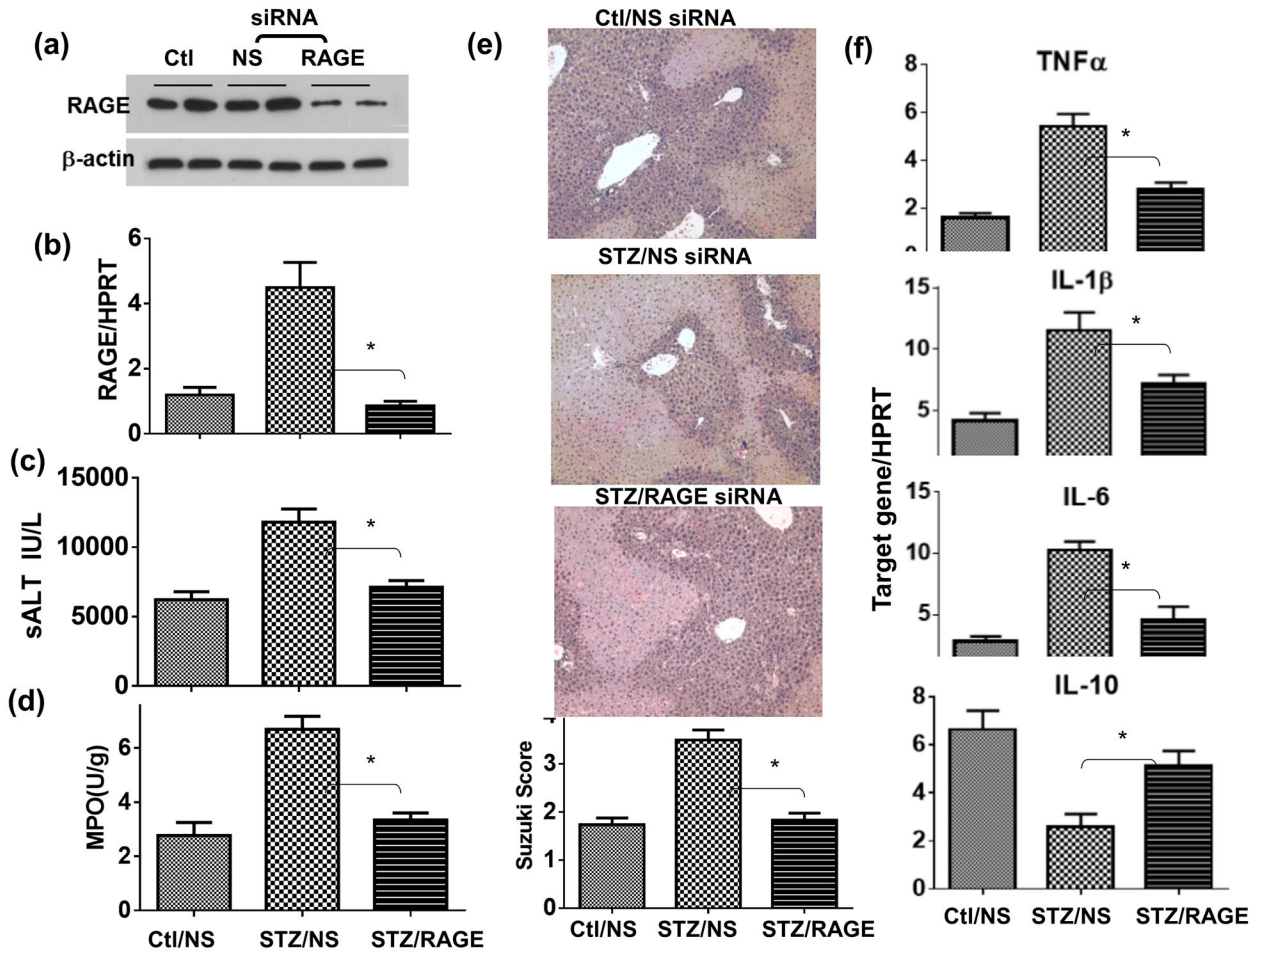 (a)
siRNA
Ctl NS RAGE
RAGE
β-actin
(b)
6
4
2
0
RAGE/HPRT
*
(c)
15000
10000
5000
0
sALT IU/L
*
(d)
6
4
2
0
MPO(U/g)
*
Ctl/NS STZ/NS STZ/RAGE
(e)
Ctl/NS siRNA
STZ/NS siRNA
STZ/RAGE siRNA
4
3
2
1
0
Suzuki Score
*
Ctl/NS STZ/NS STZ/RAGE
(f)
Target gene/HPRT
TNFα
8
6
4
2
0
*
IL-1β
15
10
5
*
IL-6
15
10
5
*
IL-10
8
6
4
2
0
*
Ctl/NS STZ/NS STZ/RAGE